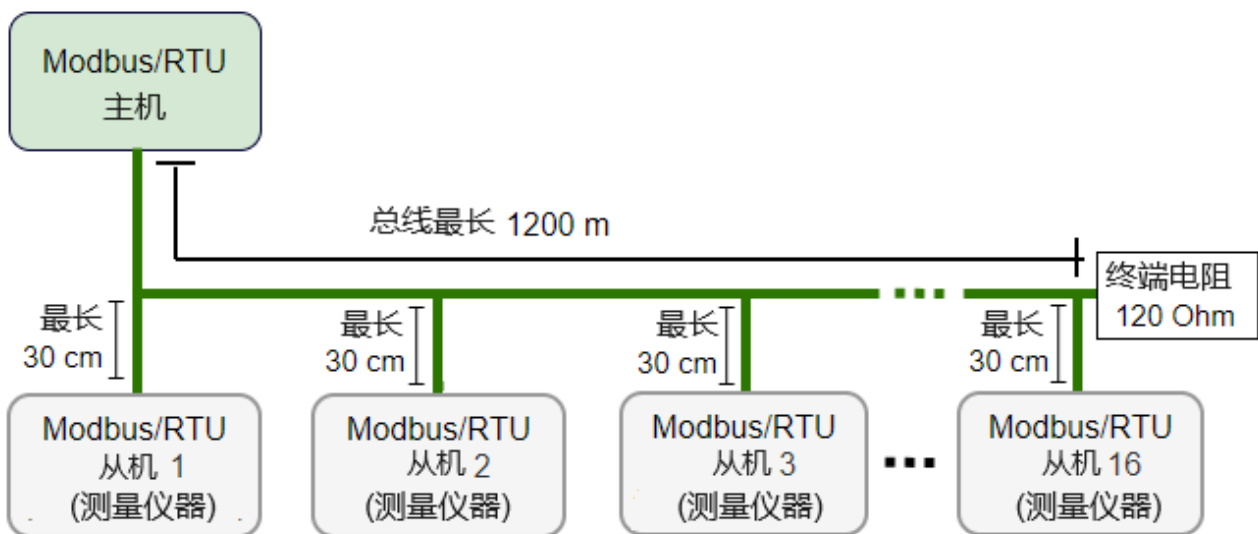 Modbus/RTU
主机
总线最长 1200 m
终端电阻
120 Ohm
最长
30 cm
最长
30 cm
最长
30 cm
最长
30 cm
Modbus/RTU
从机 1
(测量仪器)
Modbus/RTU
从机 2
(测量仪器)
Modbus/RTU
从机 3
(测量仪器)
Modbus/RTU
从机 16
(测量仪器)